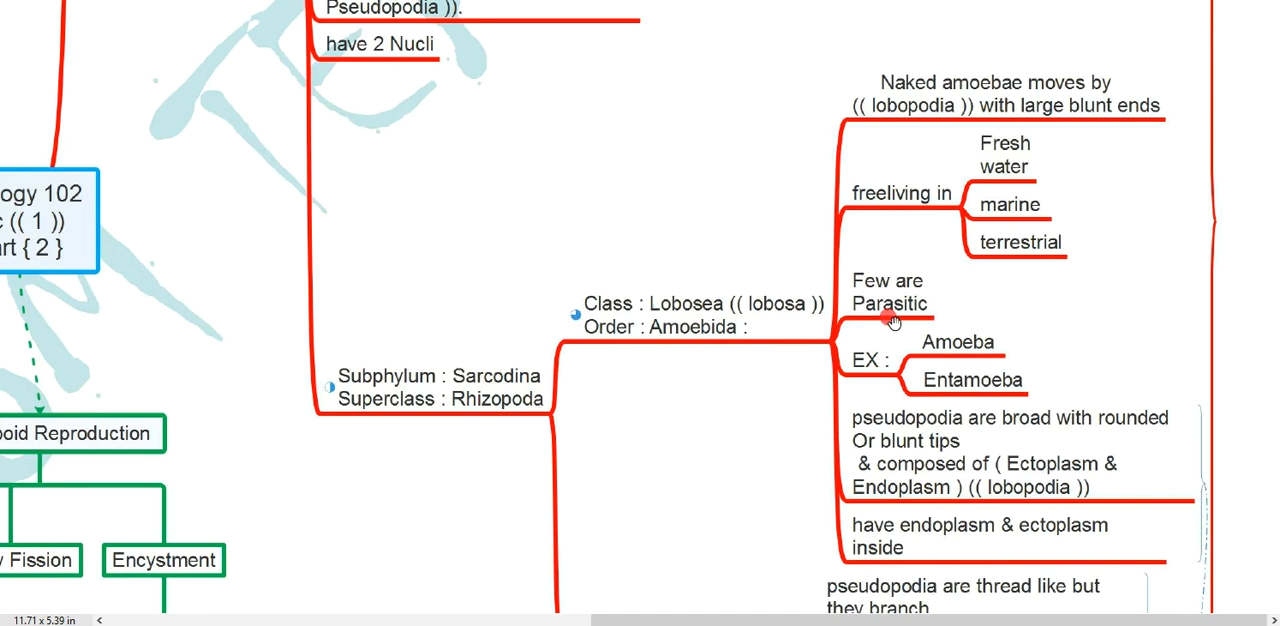 Pseudopodia )).
have 2 Nucli
Naked amoebae moves by
(( lobopodia )) with large blunt ends
Fresh
water
freeliving in
marine
terrestrial
ogy 102
(( 1 ))
art { 2 }
Few are
Parasitic
Class : Lobosea (( lobosa ))
Order : Amoebida :
EX :
Amoeba
Entamoeba
Subphylum : Sarcodina
Superclass : Rhizopoda
pseudopodia are broad with rounded
Or blunt tips
& composed of ( Ectoplasm &
Endoplasm ) (( lobopodia ))
oid Reproduction
have endoplasm & ectoplasm
inside
Fission
Encystment
pseudopodia are thread like but
they branch
11.71 x 5.39 in